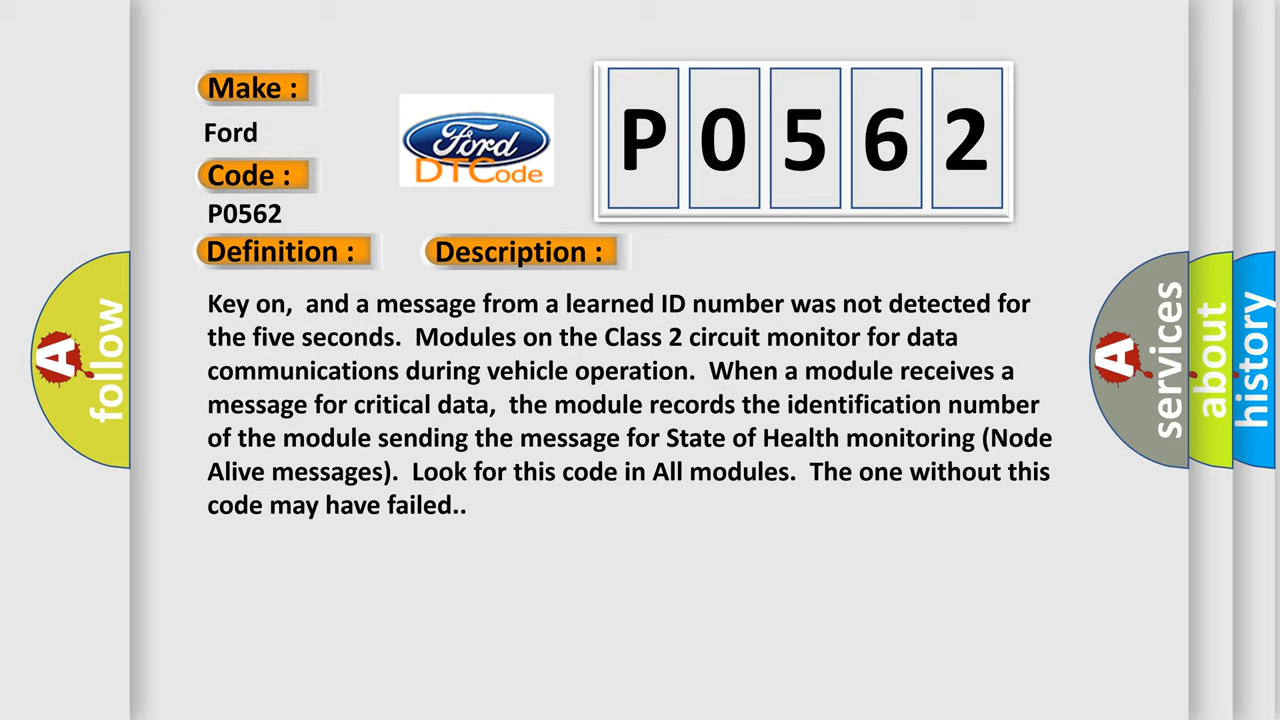 Make :
Ford
Code :
P0562
Ford
DTCode
P0562
Definition :
Description :
Key on,  and a message from a learned ID number was not detected for
the five seconds  Modules on the Class 2 circuit monitor for data
communications during vehicle operation  When a module receives a
message for critical data,  the module records the identification number
of the module sending the message for State of Health monitoring (Node
Alive messages)  Look for this code in All modules  The one without this
code may have failed..
A follow
A services
about
history